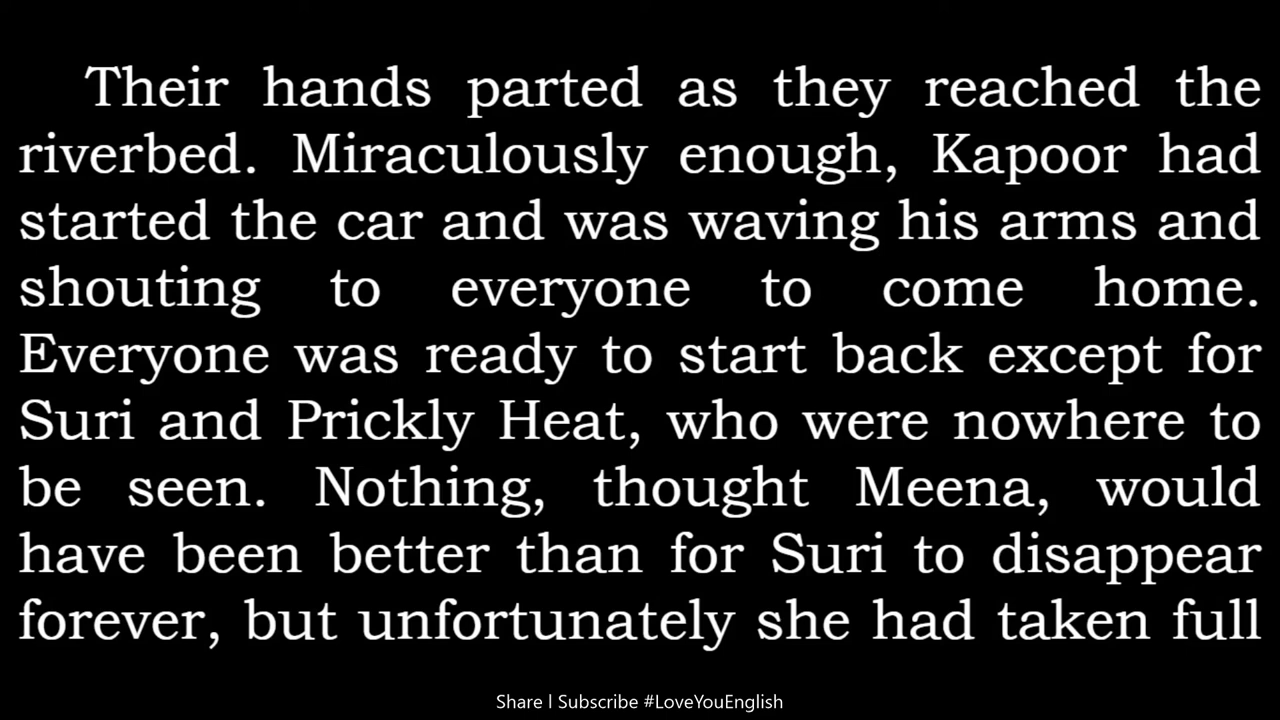 Their hands parted as they reached the
riverbed. Miraculously enough, Kapoor had
started the car and was waving his arms and
shouting to everyone to come home.
Everyone was ready to start back except for
Suri and Prickly Heat, who were nowhere to
be seen. Nothing, thought Meena, would
have been better than for Suri to disappear
forever, but unfortunately she had taken full
Share | Subscribe #LoveYouEnglish